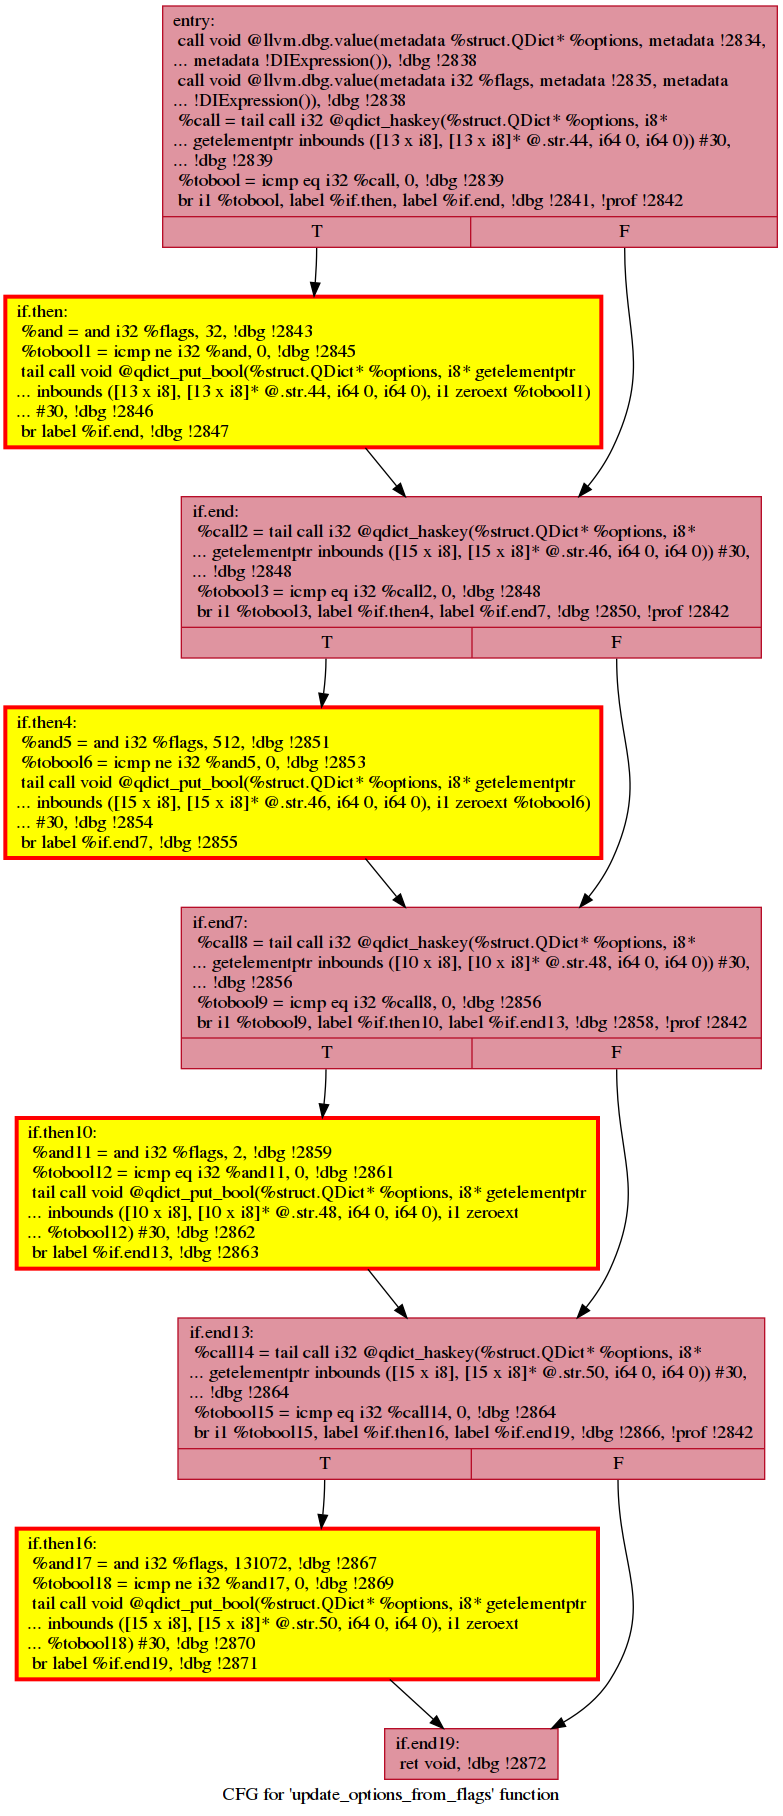 entry:
call void @llvm.dbg.value(metadata %struct.QDict* %options, metadata !2834,
... metadata !DIExpression()), !dbg !2838
call void @llvm.dbg.value(metadata i32 %flags, metadata !2835, metadata
... !DIExpression()), !dbg !2838
%call = tail call i32 @qdict_haskey(%struct.QDict* %options, i8*
... getelementptr inbounds ([13 x i8], [13 x i8]* @.str.44, i64 0, i64 0)) #30,
... !dbg !2839
%tobool = icmp eq i32 %call, 0, !dbg !2839
br i1 %tobool, label %if.then, label %if.end, !dbg !2841, !prof !2842
T F
if.then:
%and = and i32 %flags, 32, !dbg !2843
%tobool1 = icmp ne i32 %and, 0, !dbg !2845
tail call void @qdict_put_bool(%struct.QDict* %options, i8* getelementptr
... inbounds ([13 x i8], [13 x i8]* @.str.44, i64 0, i64 0), i1 zeroext %tobool1)
... #30, !dbg !2846
br label %if.end, !dbg !2847
if.end:
%call2 = tail call i32 @qdict_haskey(%struct.QDict* %options, i8*
... getelementptr inbounds ([15 x i8], [15 x i8]* @.str.46, i64 0, i64 0)) #30,
... !dbg !2848
%tobool3 = icmp eq i32 %call2, 0, !dbg !2848
br i1 %tobool3, label %if.then4, label %if.end7, !dbg !2850, !prof !2842
T F
if.then4:
%and5 = and i32 %flags, 512, !dbg !2851
%tobool6 = icmp ne i32 %and5, 0, !dbg !2853
tail call void @qdict_put_bool(%struct.QDict* %options, i8* getelementptr
... inbounds ([15 x i8], [15 x i8]* @.str.46, i64 0, i64 0), i1 zeroext %tobool6)
... #30, !dbg !2854
br label %if.end7, !dbg !2855
if.end7:
%call8 = tail call i32 @qdict_haskey(%struct.QDict* %options, i8*
... getelementptr inbounds ([10 x i8], [10 x i8]* @.str.48, i64 0, i64 0)) #30,
... !dbg !2856
%tobool9 = icmp eq i32 %call8, 0, !dbg !2856
br i1 %tobool9, label %if.then10, label %if.end13, !dbg !2858, !prof !2842
T F
if.then10:
%and11 = and i32 %flags, 2, !dbg !2859
%tobool12 = icmp eq i32 %and11, 0, !dbg !2861
tail call void @qdict_put_bool(%struct.QDict* %options, i8* getelementptr
... inbounds ([10 x i8], [10 x i8]* @.str.48, i64 0, i64 0), i1 zeroext
... %tobool12) #30, !dbg !2862
br label %if.end13, !dbg !2863
if.end13:
%call14 = tail call i32 @qdict_haskey(%struct.QDict* %options, i8*
... getelementptr inbounds ([15 x i8], [15 x i8]* @.str.50, i64 0, i64 0)) #30,
... !dbg !2864
%tobool15 = icmp eq i32 %call14, 0, !dbg !2864
br i1 %tobool15, label %if.then16, label %if.end19, !dbg !2866, !prof !2842
T F
if.then16:
%and17 = and i32 %flags, 131072, !dbg !2867
%tobool18 = icmp ne i32 %and17, 0, !dbg !2869
tail call void @qdict_put_bool(%struct.QDict* %options, i8* getelementptr
... inbounds ([15 x i8], [15 x i8]* @.str.50, i64 0, i64 0), i1 zeroext
... %tobool18) #30, !dbg !2870
br label %if.end19, !dbg !2871
if.end19:
ret void, !dbg !2872
CFG for 'update_options_from_flags' function